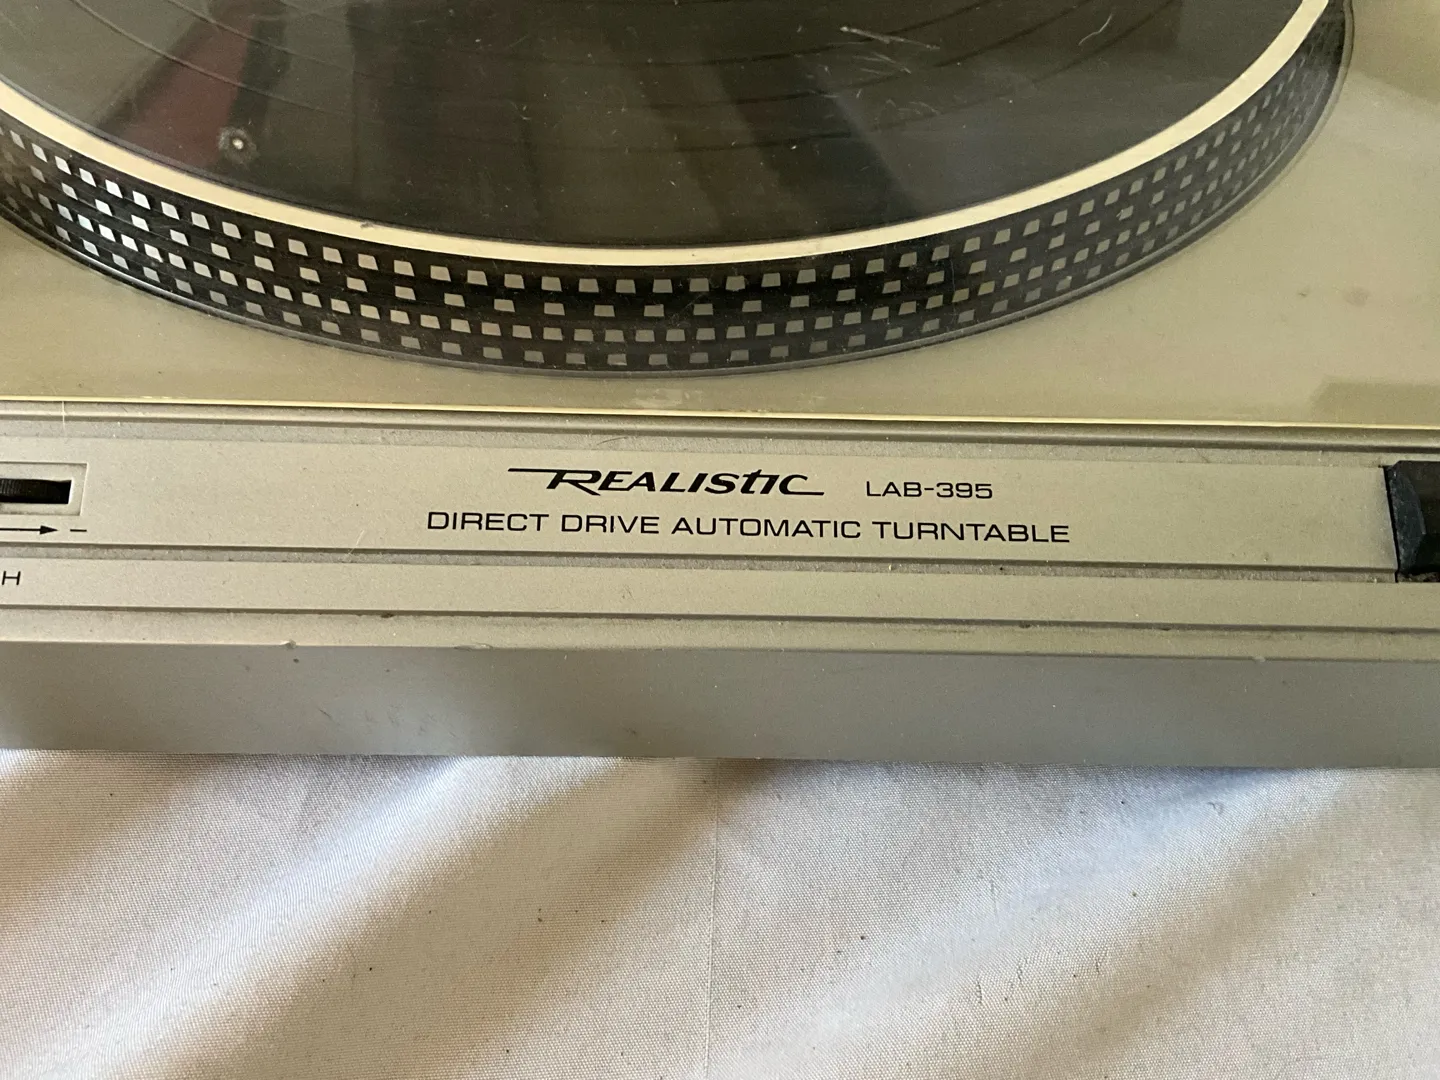 REALISTIC LAB-395
DIRECT DRIVE AUTOMATIC TURNTABLE
H